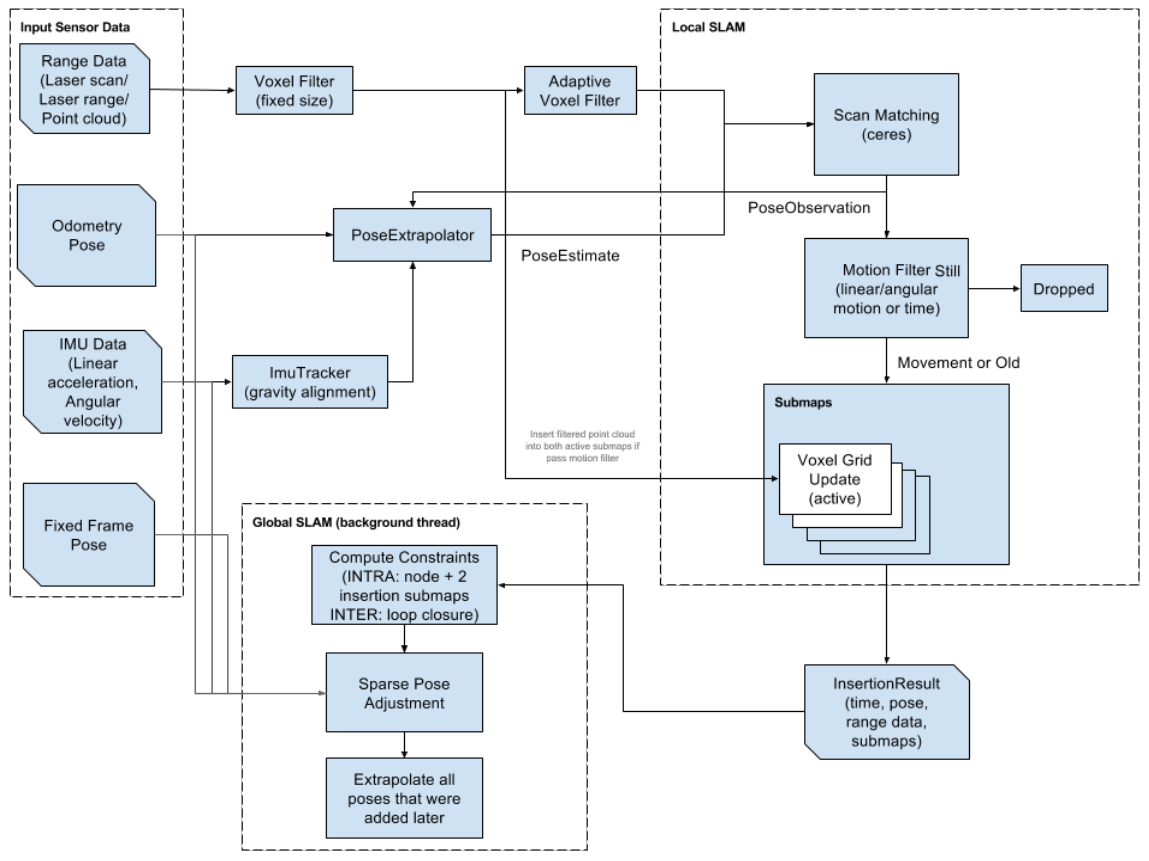 Input Sensor Data
Range Data
(Laser scan/
Laser range/
Point cloud)
Voxel Filter
(fixed size)
Adaptive
Voxel Filter
Local SLAM
Scan Matching
(ceres)
Odometry
Pose
PoseExtrapolator
PoseEstimate
PoseObservation
Motion Filter
(linear/angular
motion or time)
Still
Dropped
IMU Data
(Linear
acceleration,
Angular
velocity)
ImuTracker
(gravity alignment)
Movement or Old
Submaps
Insert filtered point cloud
into both active submaps if
pass motion filter
Voxel Grid
Update
(active)
Fixed Frame
Pose
Global SLAM (background thread)
Compute Constraints
(INTRA: node + 2
insertion submaps
INTER: loop closure)
Sparse Pose
Adjustment
Extrapolate all
poses that were
added later
InsertionResult
(time, pose,
range data,
submaps)